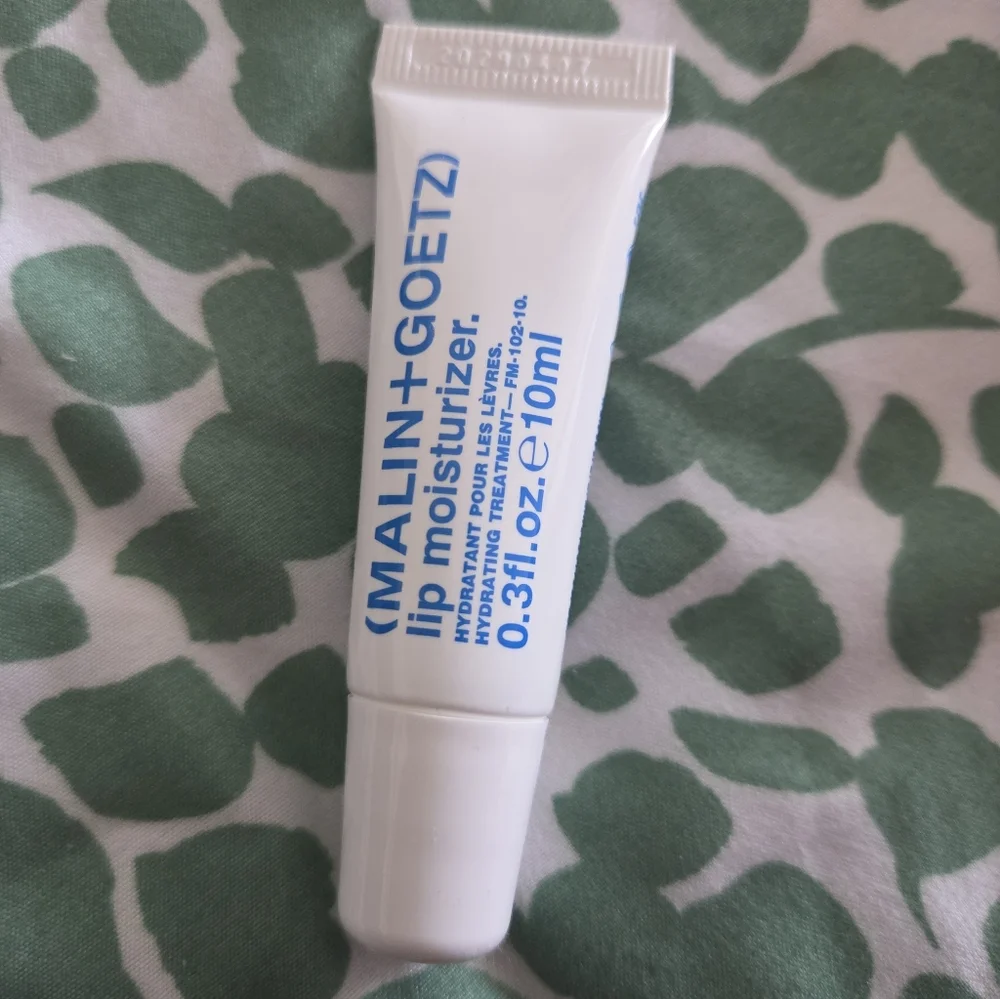 (MALIN+GOETZ)
lip moisturizer.
HYDRATANT POUR LES LÈVRES.
HYDRATING TREATMENT—FM-102-10.
0.3fl.oz.℮10ml